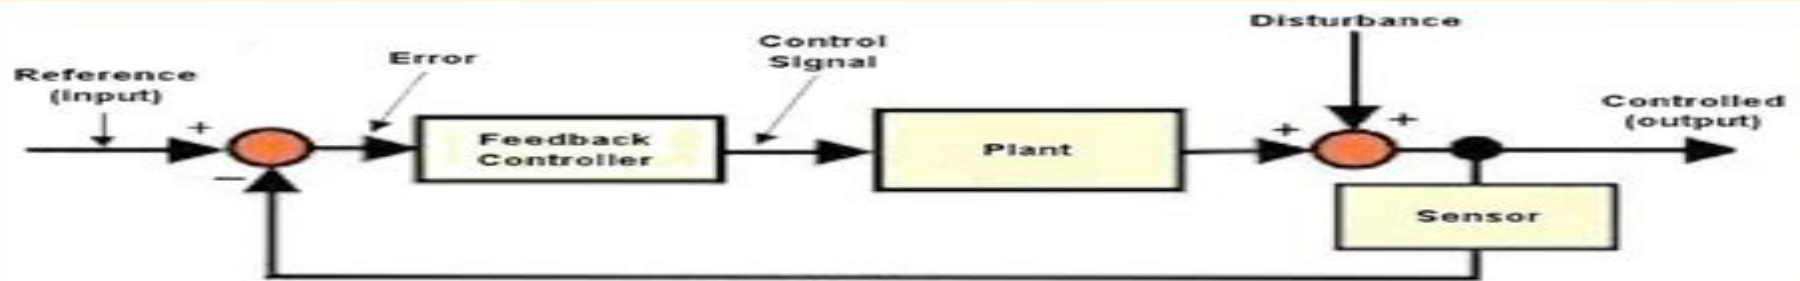 Disturbance
Control
Signal
Error
Reference
(input)
Controlled
(output)
+
+
+
Feedback
Controller
Plant
−
Sensor